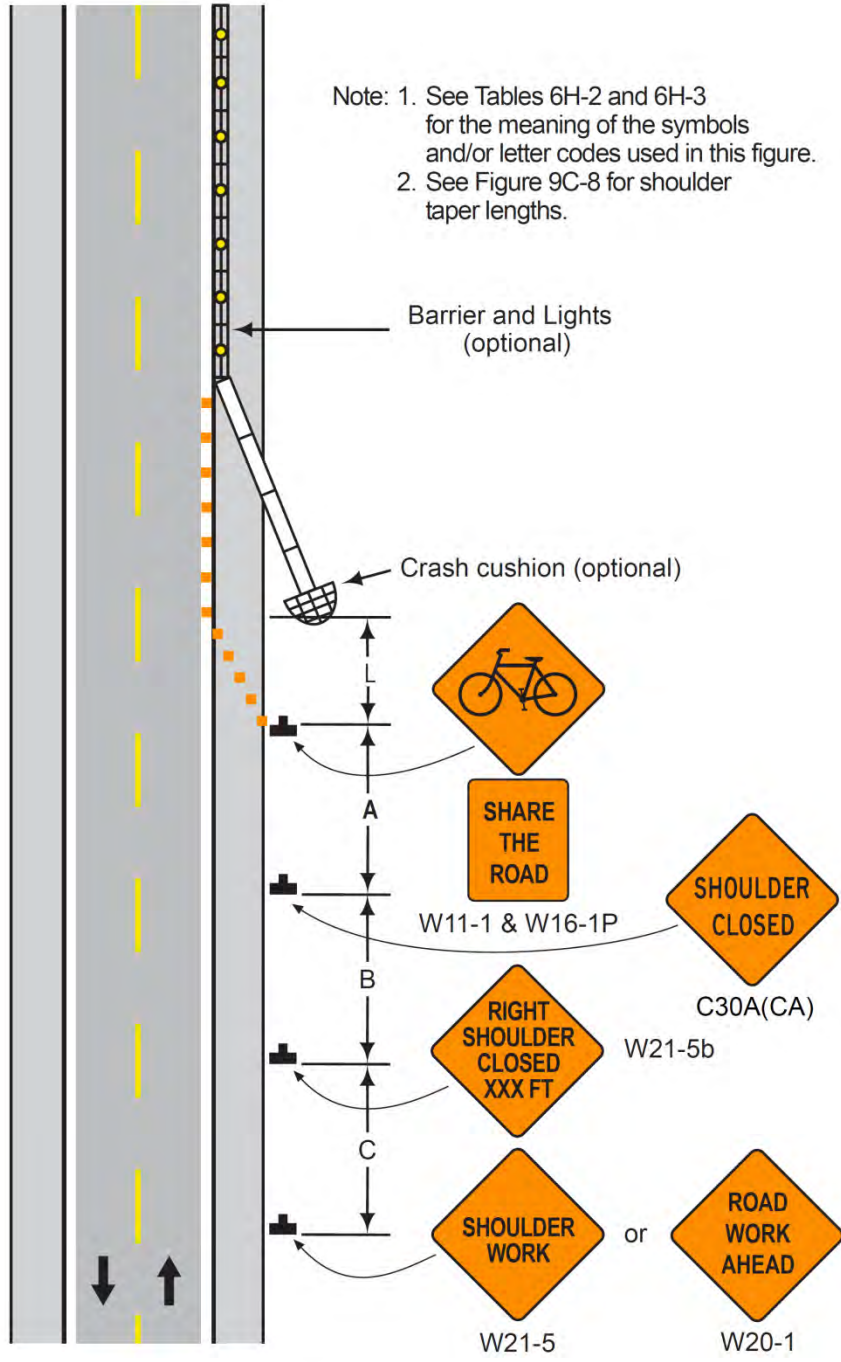 Note: 1. See Tables 6H-2 and 6H-3
for the meaning of the symbols
and/or letter codes used in this figure.
2. See Figure 9C-8 for shoulder
taper lengths.
Barrier and Lights
(optional)
Crash cushion (optional)
L
A
SHARE
THE
ROAD
W11-1 & W16-1P
SHOULDER
CLOSED
C30A(CA)
B
RIGHT
SHOULDER
CLOSED
XXX FT
W21-5b
C
SHOULDER
WORK
W21-5
or
ROAD
WORK
AHEAD
W20-1